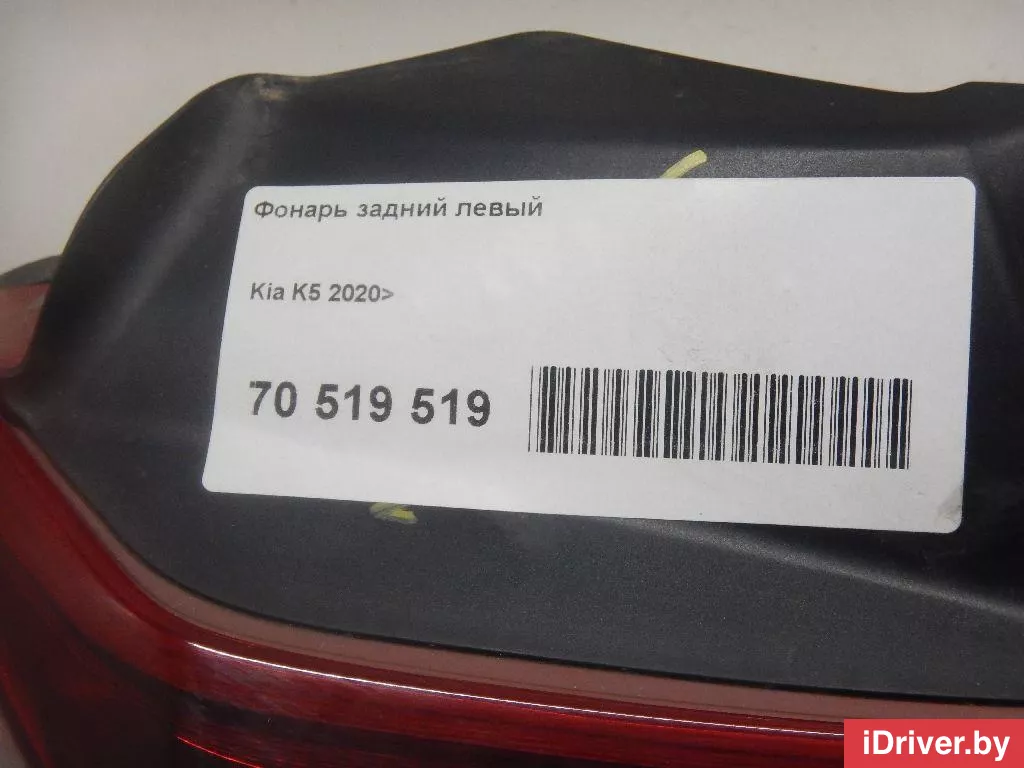 Фонарь задний левый
Kia K5 2020>
70 519 519
iDriver.by